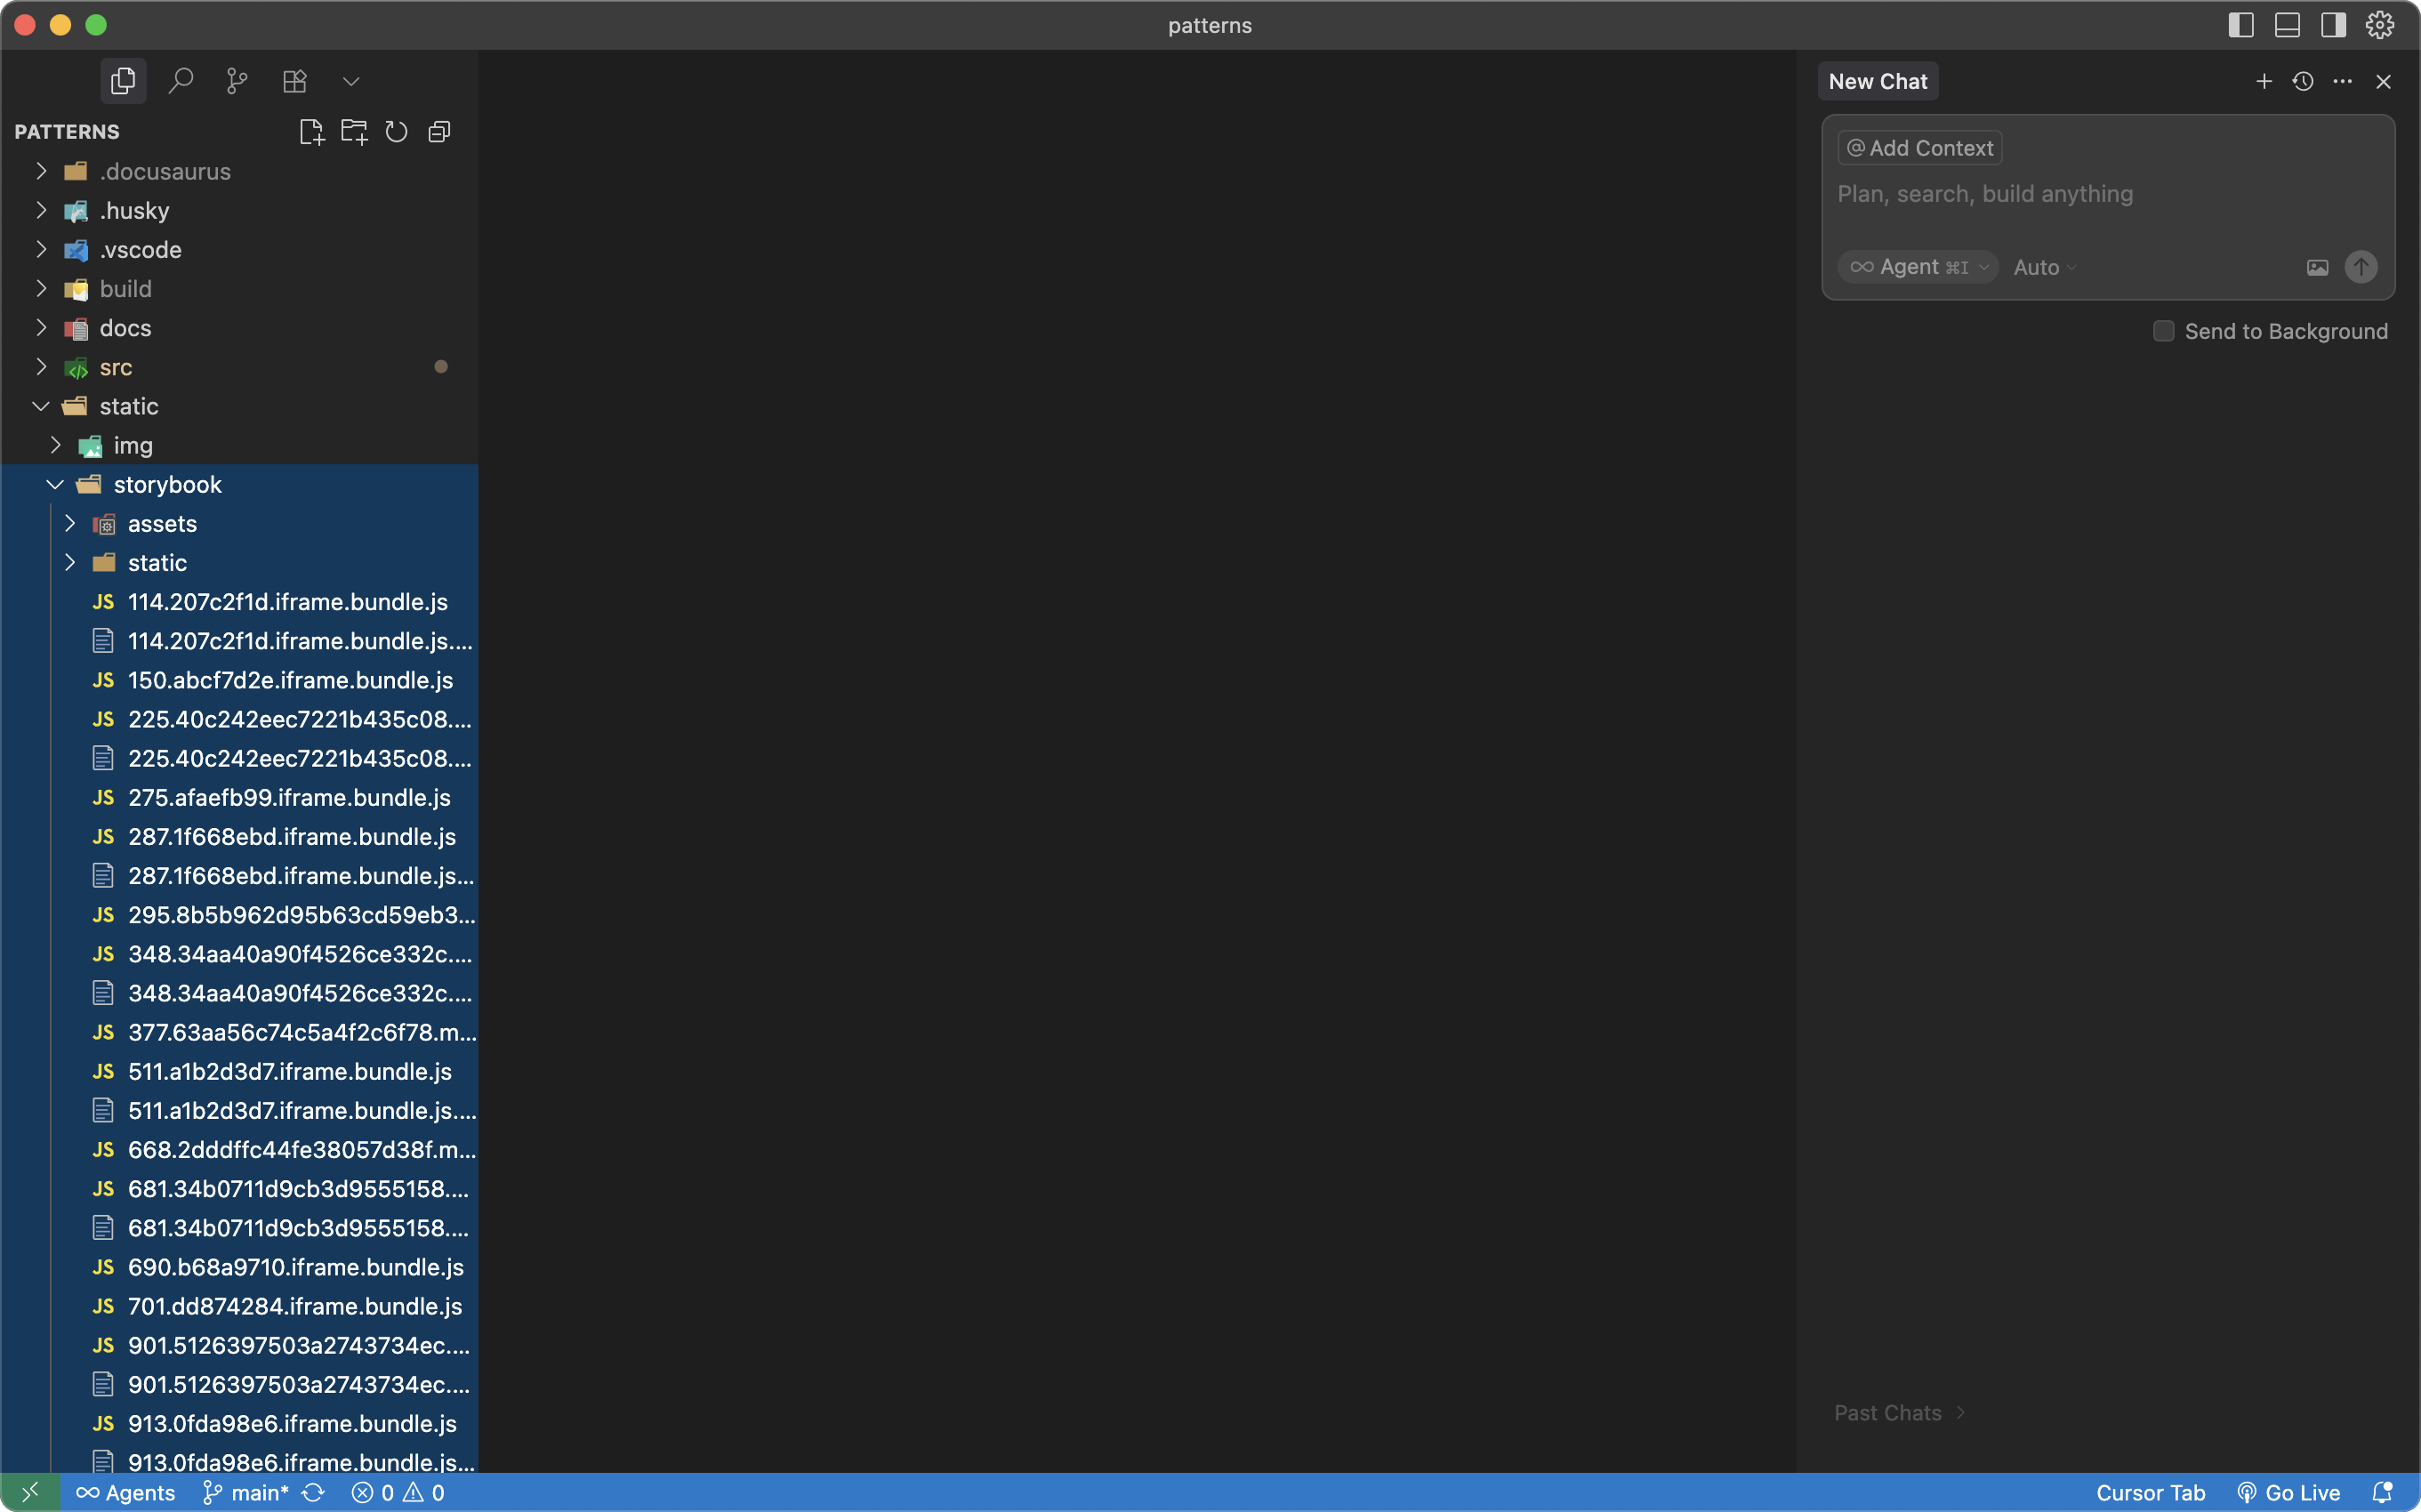 patterns
PATTERNS
.docusaurus
.husky
.vscode
build
docs
src
static
img
storybook
assets
static
JS 114.207c2f1d.iframe.bundle.js
114.207c2f1d.iframe.bundle.js....
JS 150.abcf7d2e.iframe.bundle.js
JS 225.40c242eec7221b435c08....
225.40c242eec7221b435c08....
JS 275.afaefb99.iframe.bundle.js
JS 287.1f668ebd.iframe.bundle.js
287.1f668ebd.iframe.bundle.js...
JS 295.8b5b962d95b63cd59eb3...
JS 348.34aa40a90f4526ce332c....
348.34aa40a90f4526ce332c....
JS 377.63aa56c74c5a4f2c6f78.m...
JS 511.a1b2d3d7.iframe.bundle.js
511.a1b2d3d7.iframe.bundle.js....
JS 668.2dddffc44fe38057d38f.m...
JS 681.34b0711d9cb3d9555158....
681.34b0711d9cb3d9555158....
JS 690.b68a9710.iframe.bundle.js
JS 701.dd874284.iframe.bundle.js
JS 901.5126397503a2743734ec....
901.5126397503a2743734ec....
JS 913.0fda98e6.iframe.bundle.js
913.0fda98e6.iframe.bundle.js...
New Chat
@ Add Context
Plan, search, build anything
Agent ⌘I Auto
Send to Background
Past Chats
Agents main* 0 0
Cursor Tab Go Live